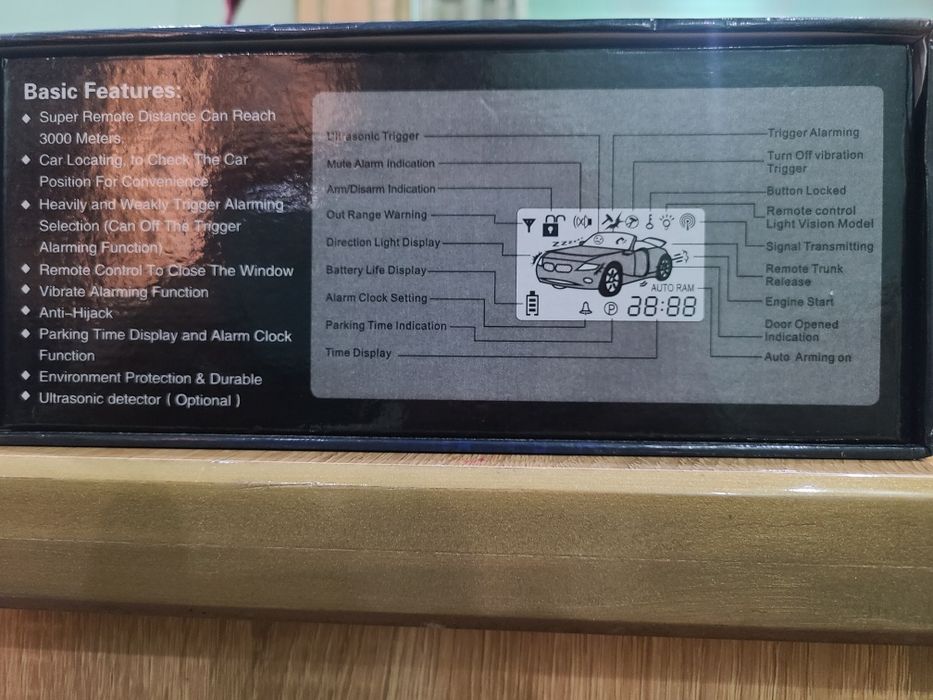 Basic Features:
◆ Super Remote Distance Can Reach
3000 Meters.
◆ Car Locating, to Check The Car
Position For Convenience.
◆ Heavily and Weakly Trigger Alarming
Selection (Can Off The Trigger
Alarming Function)
◆ Remote Control To Close The Window
◆ Vibrate Alarming Function
◆ Anti-Hijack
◆ Parking Time Display and Alarm Clock
Function
◆ Environment Protection & Durable
◆ Ultrasonic detector ( Optional )
Ultrasonic Trigger
Mute Alarm Indication
Arm/Disarm Indication
Out Range Warning
Direction Light Display
Battery Life Display
Alarm Clock Setting
Parking Time Indication
Time Display
zzzz
AUTO RAM
P
38:88
Trigger Alarming
Turn Off vibration
Trigger
Button Locked
Remote control
Light Vision Model
Signal Transmitting
Remote Trunk
Release
Engine Start
Door Opened
Indication
Auto Arming on